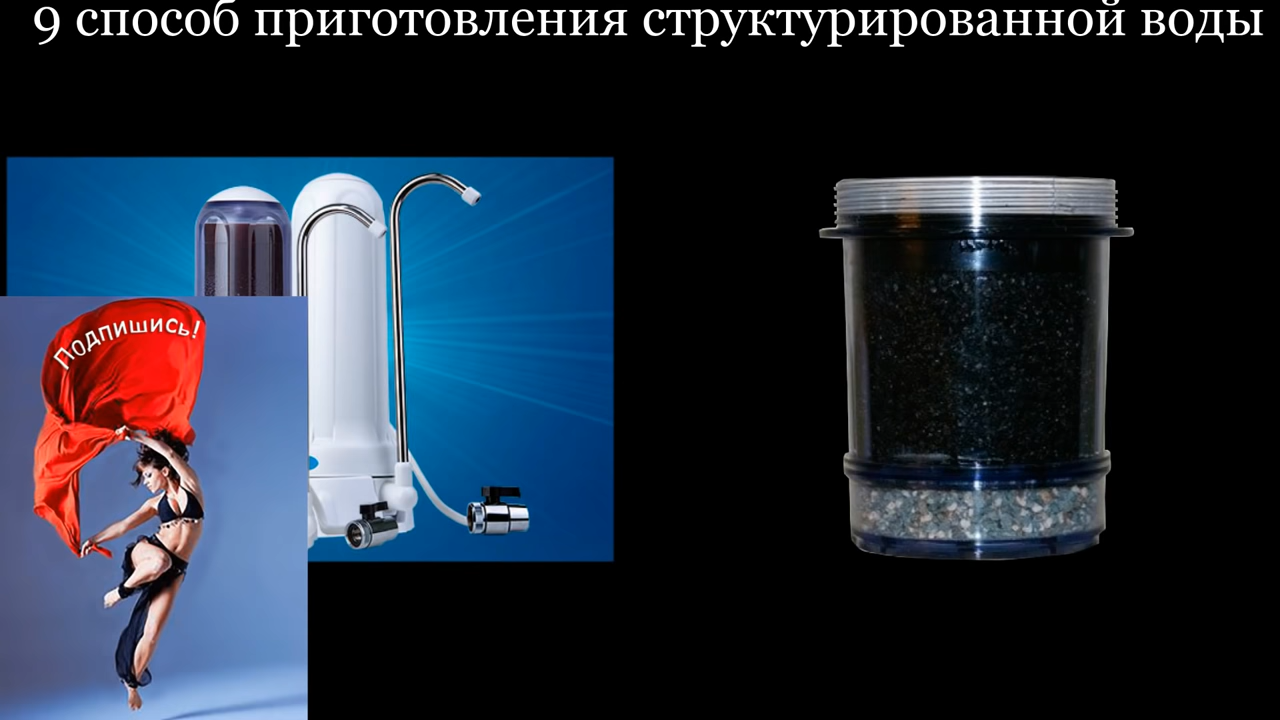 9 способ приготовления структурированной воды
Подпишись!